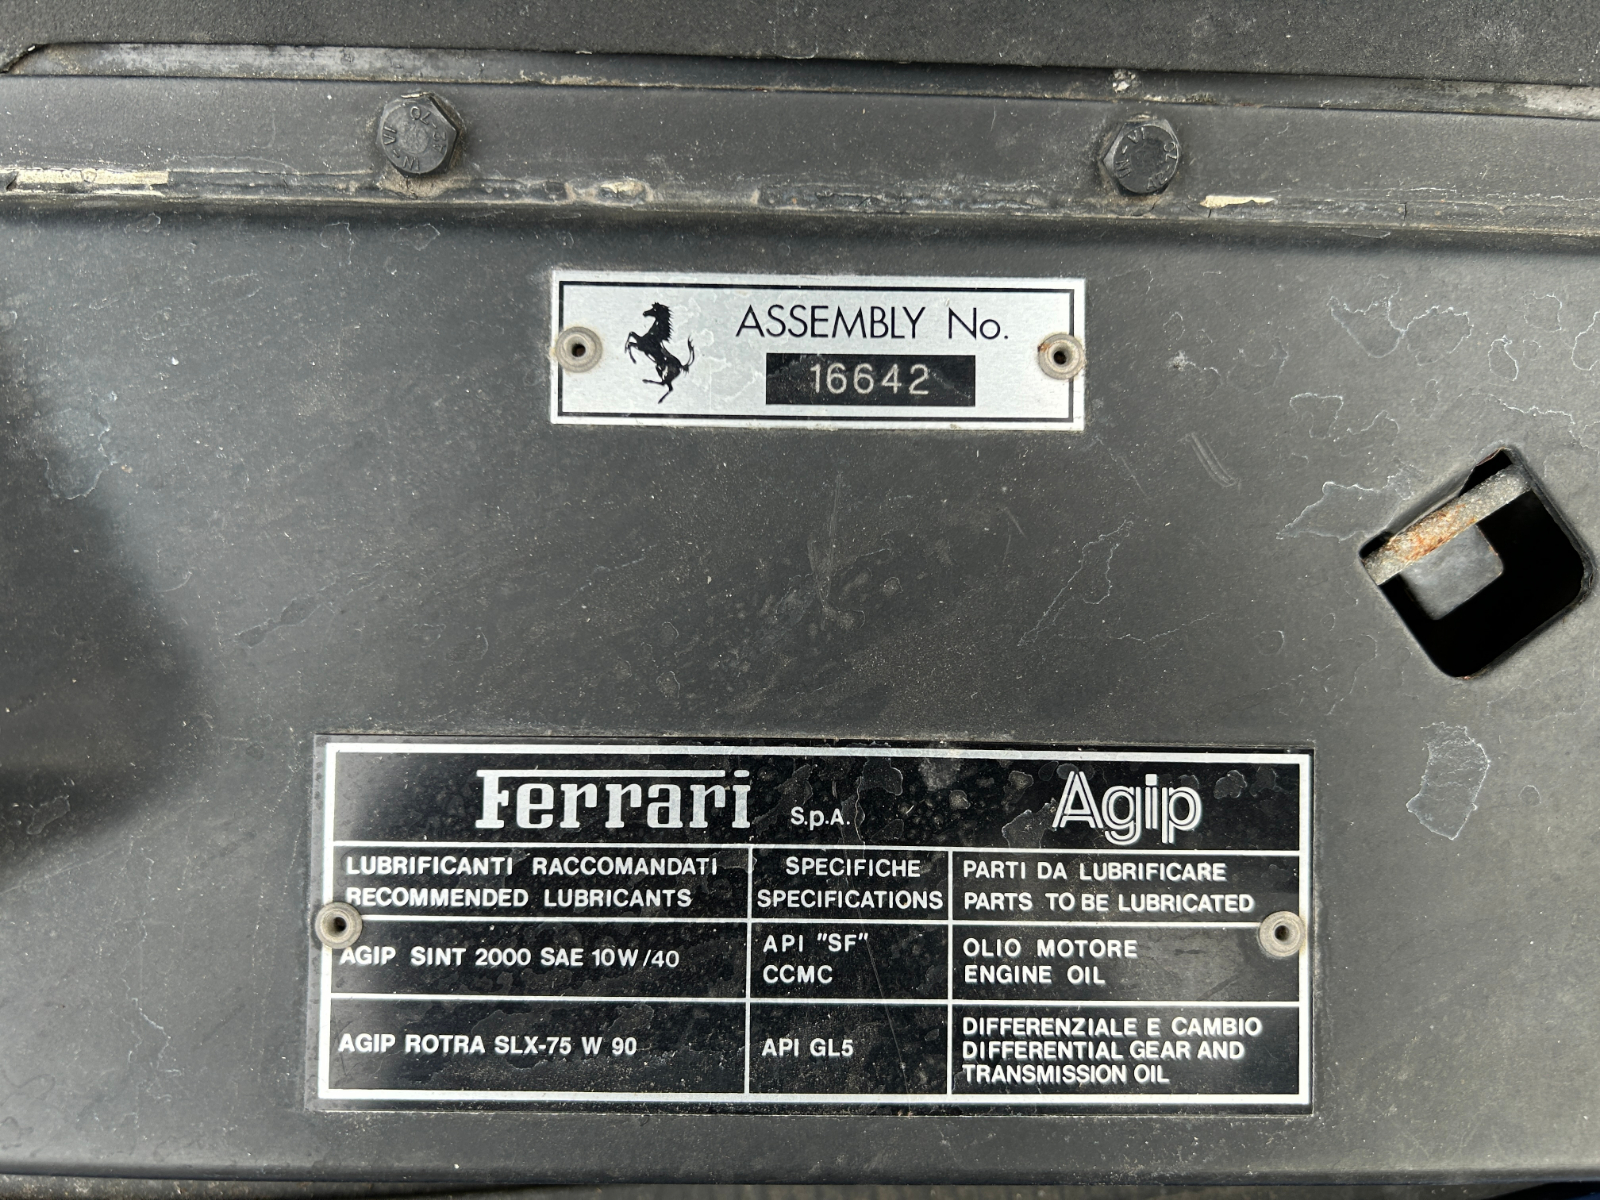 ASSEMBLY No.
16642
Ferrari S.p.A. Agip
LUBRIFICANTI RACCOMANDATI
RECOMMENDED LUBRICANTS
SPECIFICHE
SPECIFICATIONS
PARTI DA LUBRIFICARE
PARTS TO BE LUBRICATED
AGIP SINT 2000 SAE 10W/40
API "SF"
CCMC
OLIO MOTORE
ENGINE OIL
AGIP ROTRA SLX-75 W 90
API GL5
DIFFERENZIALE E CAMBIO
DIFFERENTIAL GEAR AND
TRANSMISSION OIL